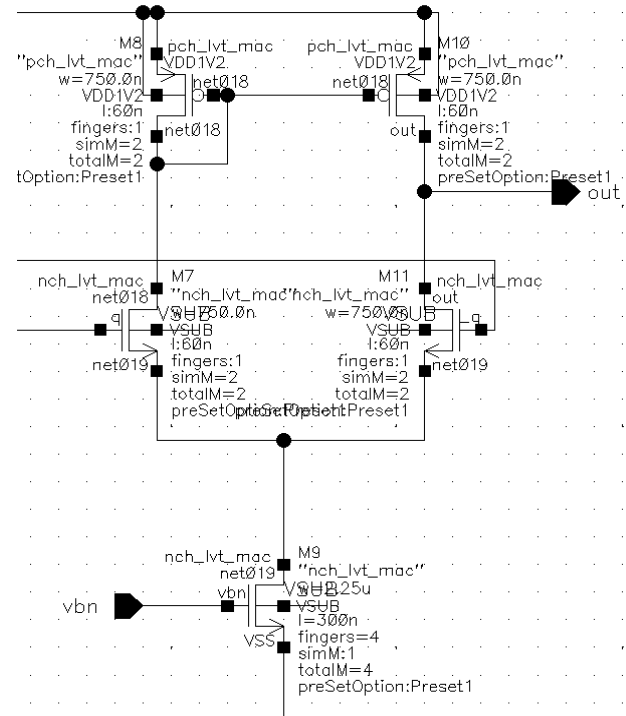 M8
pch_lvt_mac
"pch_lvt_mac"
VDD1V2
w=750.0n
net018
VDD1V2
l:60n
net018
fingers:1
simM=2
totalM=2
tOption:Preset1
M10
pch_lvt_mac
VDD1V2
"pch_lvt_mac"
net018
w=750.0n
VDD1V2
l:60n
out
fingers:1
simM=2
totalM=2
preSetOption:Preset1
out
nch_lvt_mac
M7
net018
"nch_lvt_mac"
VSUB
l:60n
net019
fingers:1
simM=2
totalM=2
M11
nch_lvt_mac
out
VSUB
w=750.0n
VSUB
l:60n
net019
fingers:1
simM=2
totalM=2
preSetOption:Preset1
nch_lvt_mac
M9
net019
"nch_lvt_mac"
vbn
vbn
VSUB
l=300n
VSS
fingers=4
simM:1
totalM=4
preSetOption:Preset1